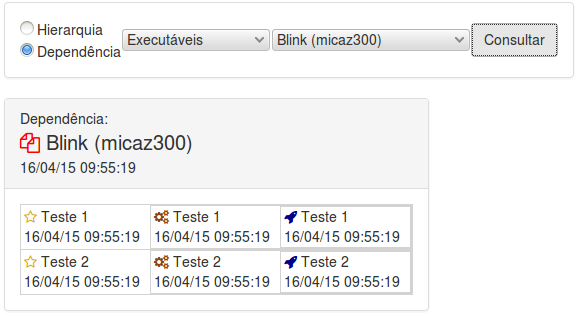 Hierarquia
Dependência Executáveis Blink (micaz300) Consultar
Dependência:
Blink (micaz300)
16/04/15 09:55:19
Teste 1 Teste 1 Teste 1
16/04/15 09:55:19 16/04/15 09:55:19 16/04/15 09:55:19
Teste 2 Teste 2 Teste 2
16/04/15 09:55:19 16/04/15 09:55:19 16/04/15 09:55:19